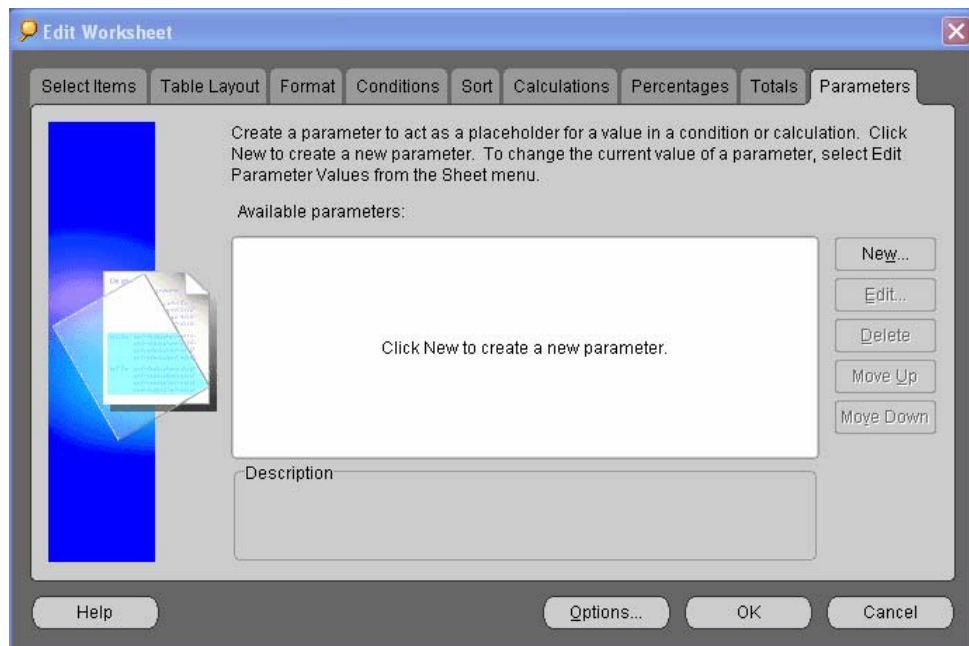 Edit Worksheet
Select Items Table Layout Format Conditions Sort Calculations Percentages Totals Parameters
Create a parameter to act as a placeholder for a value in a condition or calculation. Click
New to create a new parameter. To change the current value of a parameter, select Edit
Parameter Values from the Sheet menu.
Available parameters:
Click New to create a new parameter.
New...
Edit...
Delete
Move Up
Move Down
Description
Help Options... OK Cancel